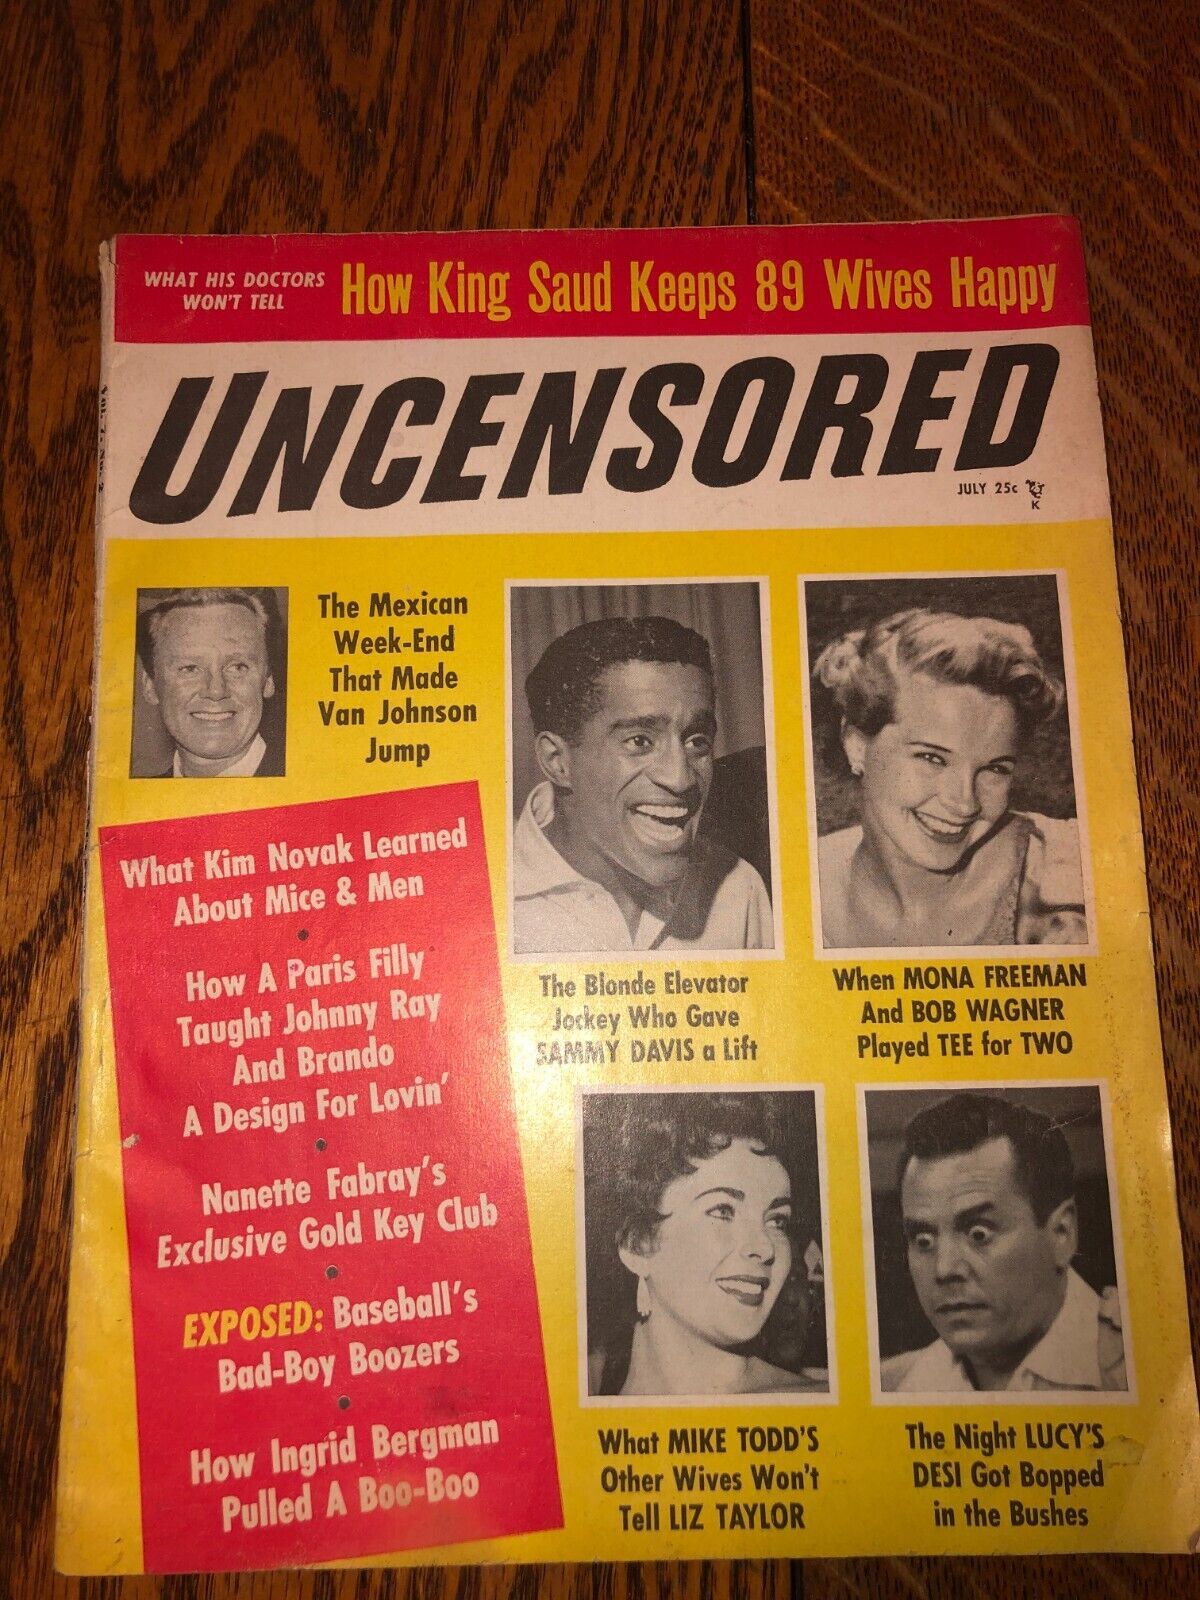 WHAT HIS DOCTORS
WON'T TELL
How King Saud Keeps 89 Wives Happy
UNCENSORED
JULY 25c
K
The Mexican
Week-End
That Made
Van Johnson
Jump
What Kim Novak Learned
About Mice & Men
How A Paris Filly
Taught Johnny Ray
And Brando
A Design For Lovin'
Nanette Fabray's
Exclusive Gold Key Club
EXPOSED: Baseball's
Bad-Boy Boozers
How Ingrid Bergman
Pulled A Boo-Boo
The Blonde Elevator
Jockey Who Gave
SAMMY DAVIS a Lift
When MONA FREEMAN
And BOB WAGNER
Played TEE for TWO
What MIKE TODD'S
Other Wives Won't
Tell LIZ TAYLOR
The Night LUCY'S
DESI Got Bopped
in the Bushes